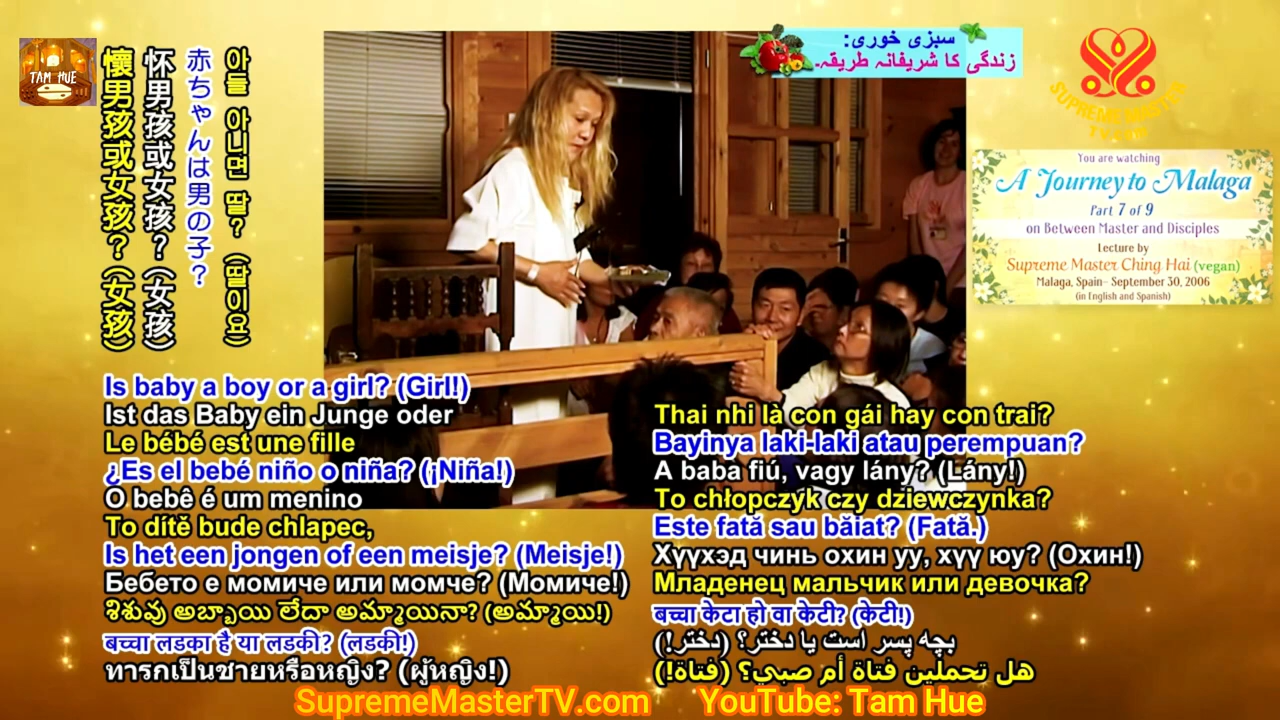 TAM HUE
懷男孩或女孩？（女孩）
怀男孩或女孩？（女孩）
赤ちゃんは男の子？
아들 아니면 딸？（딸이요）
سبزی خوری:
زندگی کا شریفانہ طریقہ۔
SUPREME MASTER
TV.COM
You are watching
A Journey to Malaga
Part 7 of 9
on Between Master and Disciples
Lecture by
Supreme Master Ching Hai (vegan)
Malaga, Spain– September 30, 2006
(in English and Spanish)
Is baby a boy or a girl? (Girl!)
Ist das Baby ein Junge oder
Le bébé est une fille
¿Es el bebé niño o niña? (¡Niña!)
O bebê é um menino
To dítě bude chlapec,
Is het een jongen of een meisje? (Meisje!)
Бебето е момиче или момче? (Момиче!)
శిశువు అబ్బాయి లేదా అమ్మాయినా? (అమ్మాయి!)
बच्चा लडका है या लडकी? (लडकी!)
ทารกเป็นชายหรือหญิง? (ผู้หญิง!)
Thai nhi là con gái hay con trai?
Bayinya laki-laki atau perempuan?
A baba fiú, vagy lány? (Lány!)
To chłopczyk czy dziewczynka?
Este fată sau băiat? (Fată.)
Хүүхэд чинь охин уу, хүү юу? (Охин!)
Младенец мальчик или девочка?
बच्चा केटा हो वा केटी? (केटी!)
بچه پسر است یا دختر؟ (دختر!)
هل تحملين فتاة أم صبي؟ (فتاة!)
SupremeMasterTV.com YouTube: Tam Hue